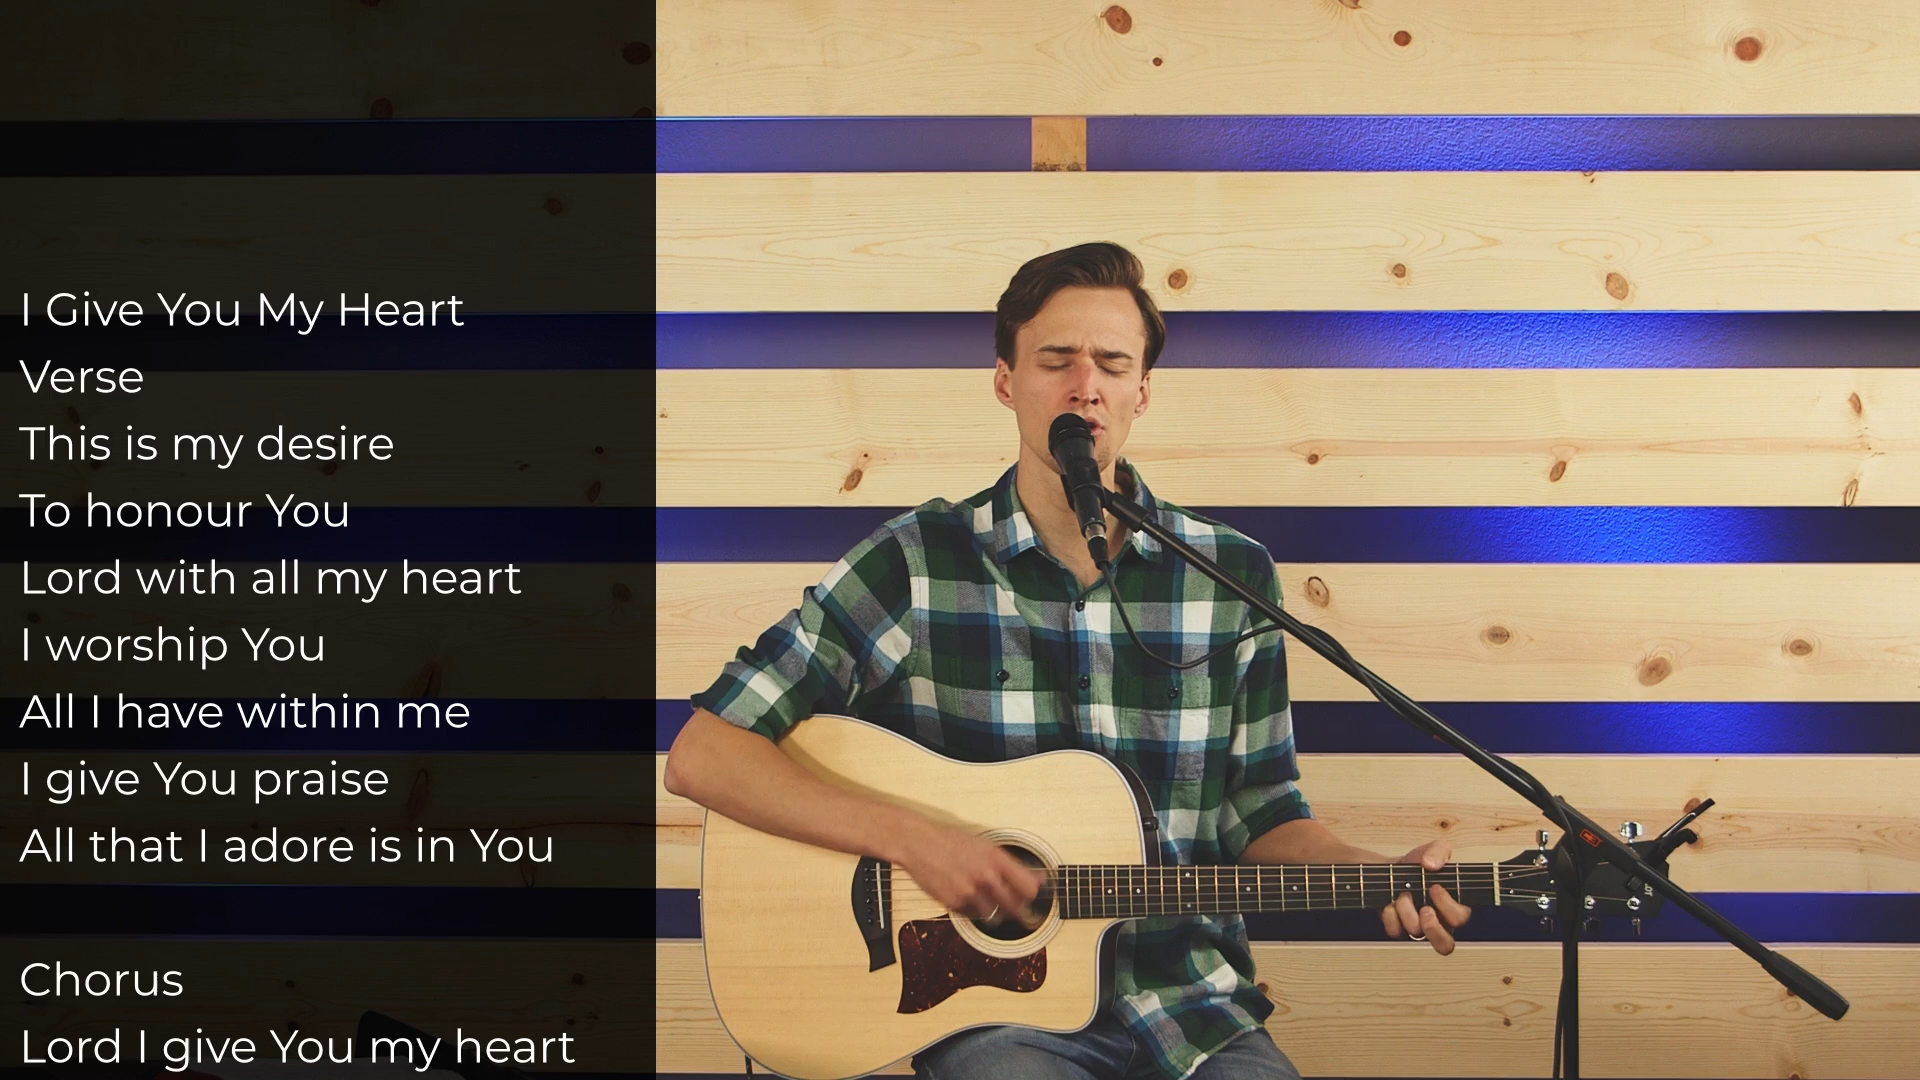 I Give You My Heart
Verse
This is my desire
To honour You
Lord with all my heart
I worship You
All I have within me
I give You praise
All that I adore is in You
Chorus
Lord I give You my heart